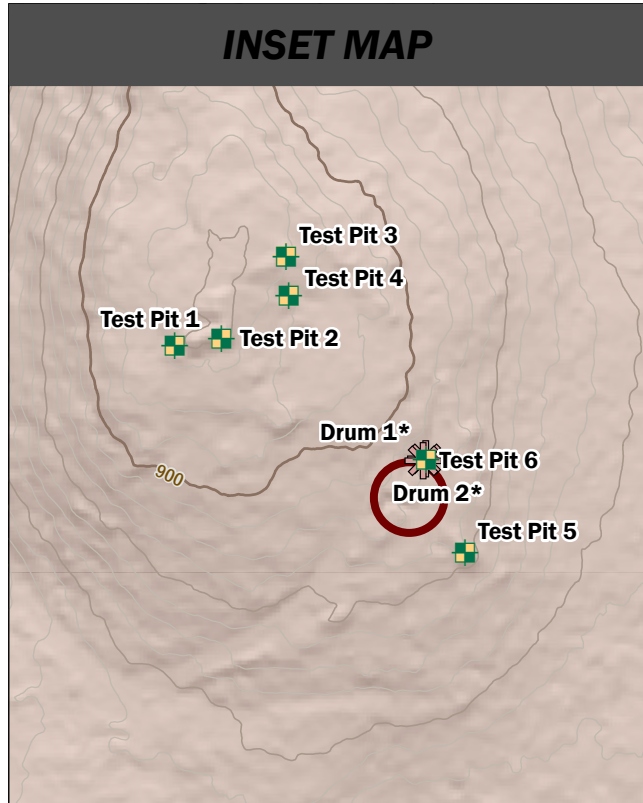 INSET MAP
Test Pit 3
Test Pit 4
Test Pit 1
Test Pit 2
Drum 1*
Test Pit 6
900
Drum 2*
Test Pit 5